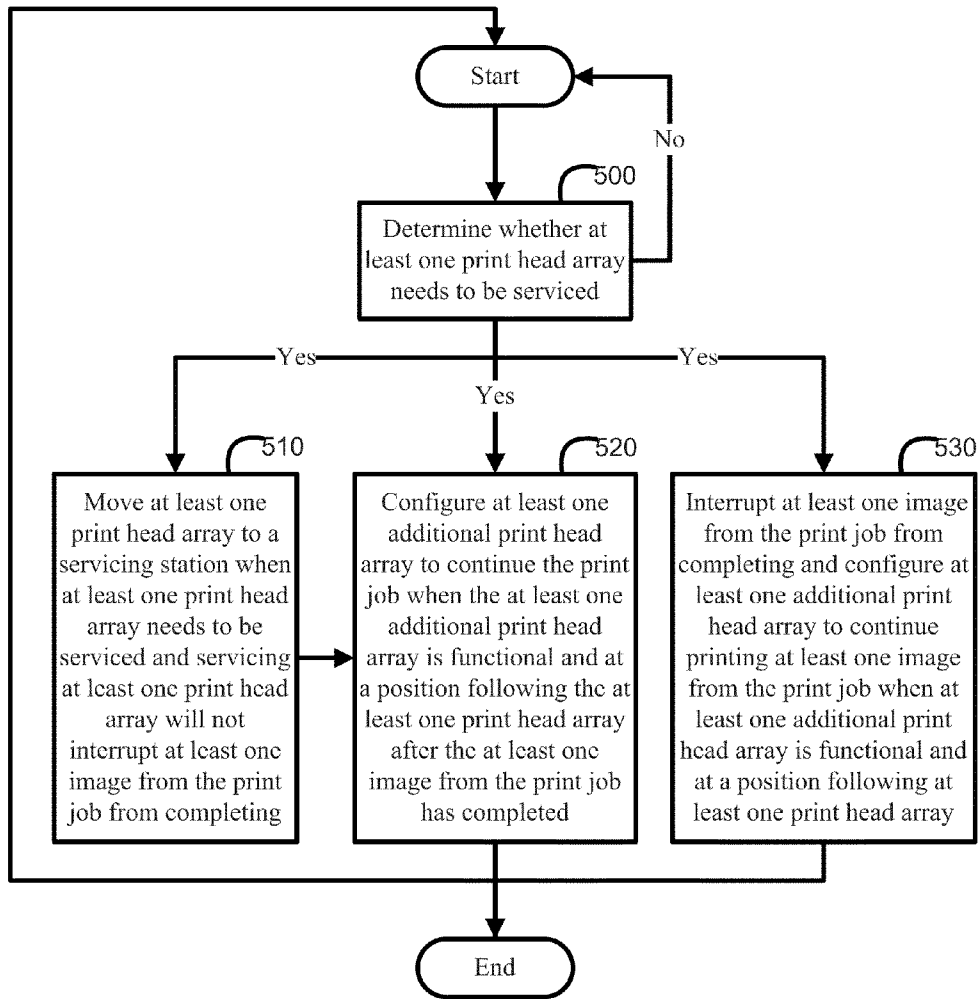 Start
No
500
Determine whether at
least one print head array
needs to be serviced
Yes
Yes
Yes
510
Move at least one
print head array to a
servicing station when
at least one print head
array needs to be
serviced and servicing
at least one print head
array will not
interrupt at least one
image from the print
job from completing
520
Configure at least one
additional print head
array to continue the print
job when the at least one
additional print head
array is functional and at
a position following the at
least one print head array
after the at least one
image from the print job
has completed
530
Interrupt at least one image
from the print job from
completing and configure at
least one additional print
head array to continue
printing at least one image
from the print job when at
least one additional print
head array is functional and
at a position following at
least one print head array
End